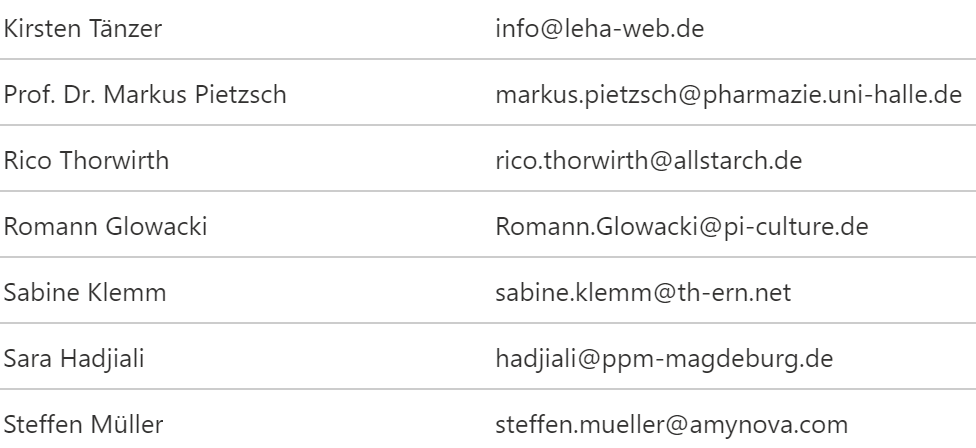 Kirsten Tänzer info@leha-web.de
Prof. Dr. Markus Pietzsch markus.pietzsch@pharmazie.uni-halle.de
Rico Thorwirth rico.thorwirth@allstarch.de
Romann Glowacki Romann.Glowacki@pi-culture.de
Sabine Klemm sabine.klemm@th-ern.net
Sara Hadjiali hadjiali@ppm-magdeburg.de
Steffen Müller steffen.mueller@amynova.com